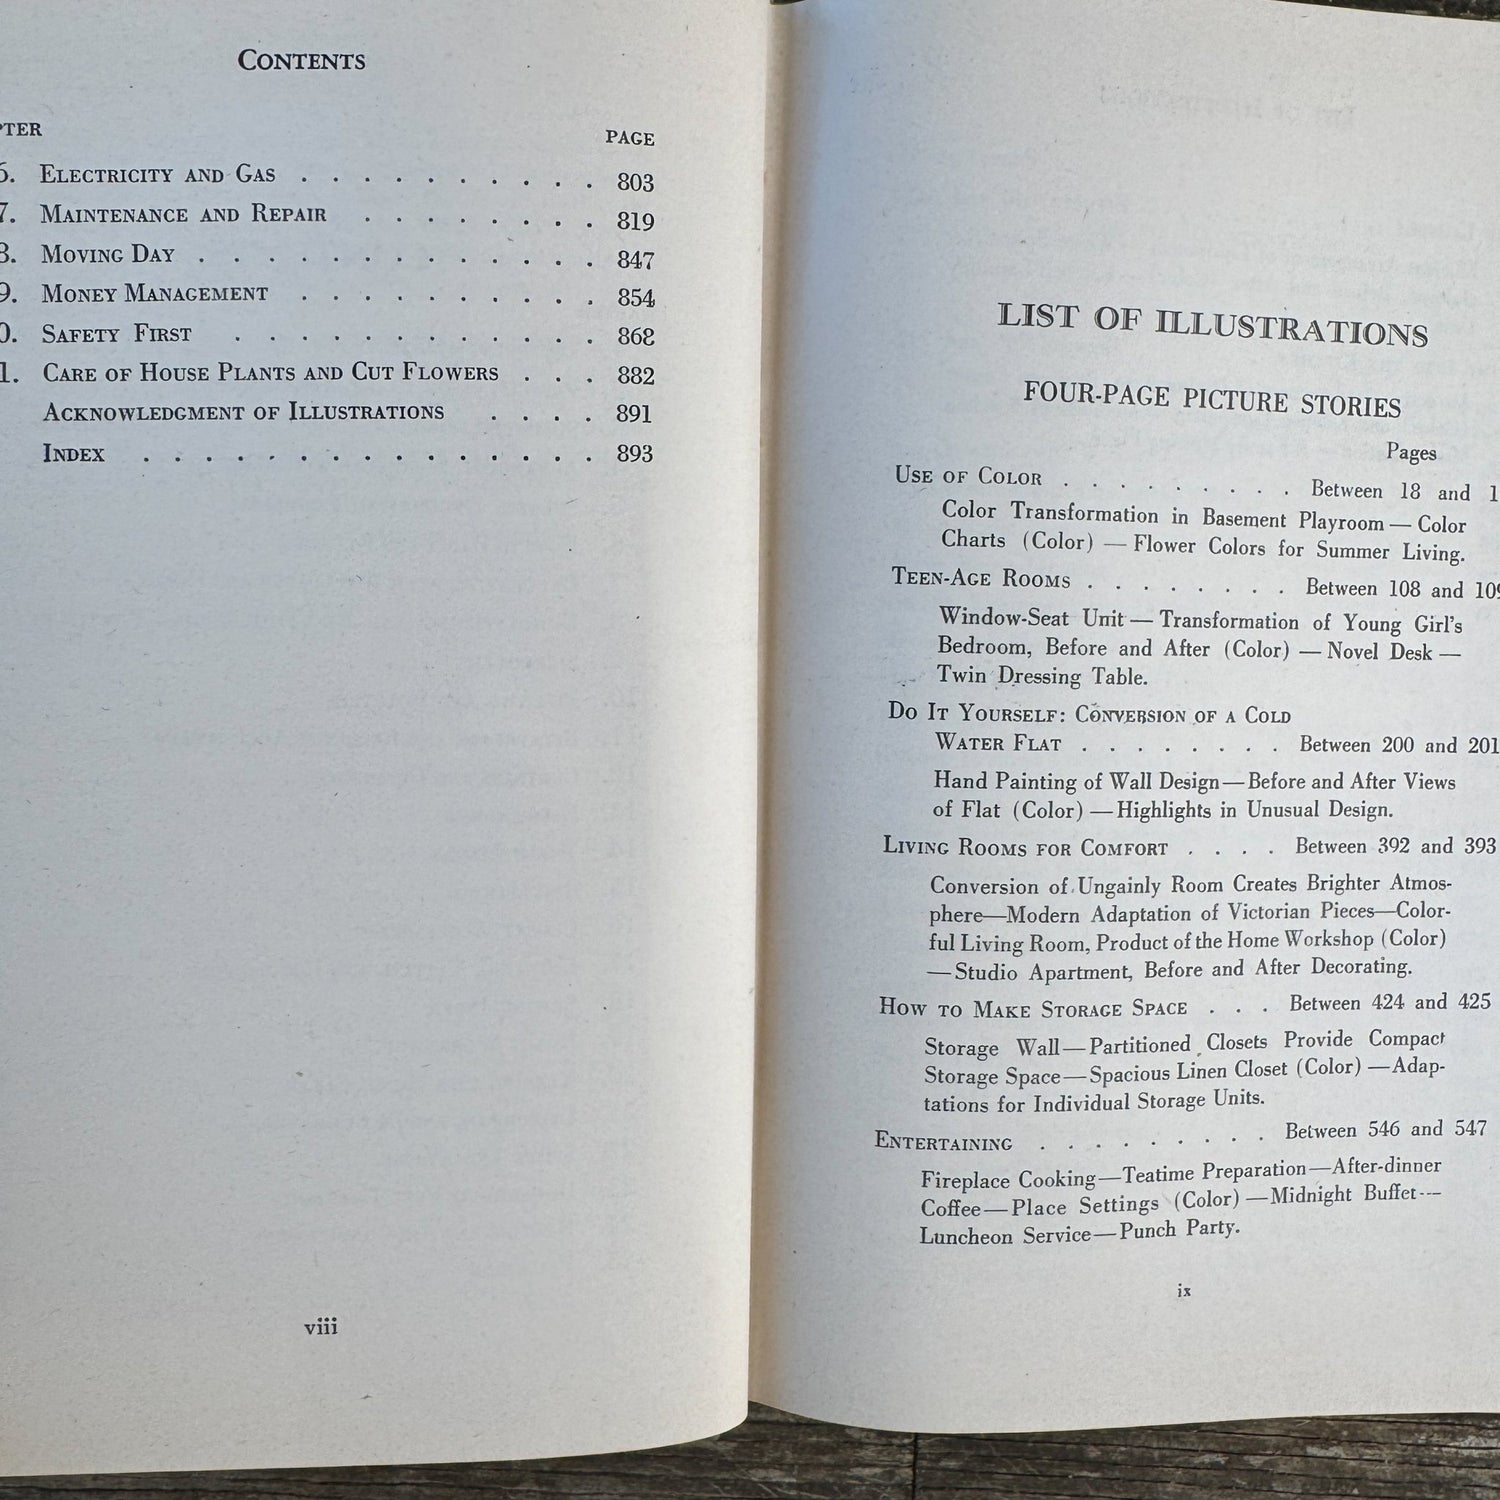 CONTENTS
PTER PAGE
6. ELECTRICITY AND GAS . . . . . . . . . . 803
7. MAINTENANCE AND REPAIR . . . . . . . . 819
8. MOVING DAY . . . . . . . . . . . . . 847
9. MONEY MANAGEMENT . . . . . . . . . . 854
0. SAFETY FIRST . . . . . . . . . . . . 868
1. CARE OF HOUSE PLANTS AND CUT FLOWERS . . . 882
ACKNOWLEDGMENT OF ILLUSTRATIONS . . . . 891
INDEX . . . . . . . . . . . . . . . 893
viii
LIST OF ILLUSTRATIONS
FOUR-PAGE PICTURE STORIES
Pages
USE OF COLOR . . . . . . . . . Between 18 and 1
Color Transformation in Basement Playroom — Color
Charts (Color) — Flower Colors for Summer Living.
TEEN-AGE ROOMS . . . . . . . . Between 108 and 109
Window-Seat Unit — Transformation of Young Girl's
Bedroom, Before and After (Color) — Novel Desk —
Twin Dressing Table.
DO IT YOURSELF: CONVERSION OF A COLD
WATER FLAT . . . . . . . . Between 200 and 201
Hand Painting of Wall Design—Before and After Views
of Flat (Color) — Highlights in Unusual Design.
LIVING ROOMS FOR COMFORT . . . . Between 392 and 393
Conversion of Ungainly Room Creates Brighter Atmos-
phere—Modern Adaptation of Victorian Pieces—Color-
ful Living Room, Product of the Home Workshop (Color)
—Studio Apartment, Before and After Decorating.
HOW TO MAKE STORAGE SPACE . . . Between 424 and 425
Storage Wall—Partitioned Closets Provide Compact
Storage Space—Spacious Linen Closet (Color) —Adap-
tations for Individual Storage Units.
ENTERTAINING . . . . . . . . . Between 546 and 547
Fireplace Cooking—Teatime Preparation—After-dinner
Coffee—Place Settings (Color) —Midnight Buffet—
Luncheon Service—Punch Party.
ix